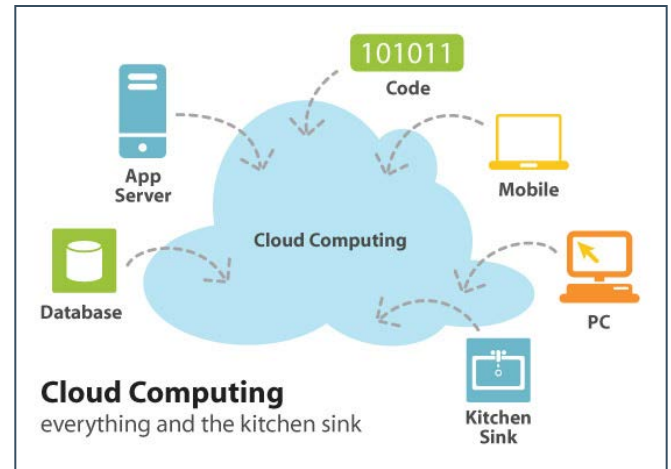 101011
Code
App
Server
Mobile
Cloud Computing
Database
PC
Kitchen
Sink
Cloud Computing
everything and the kitchen sink